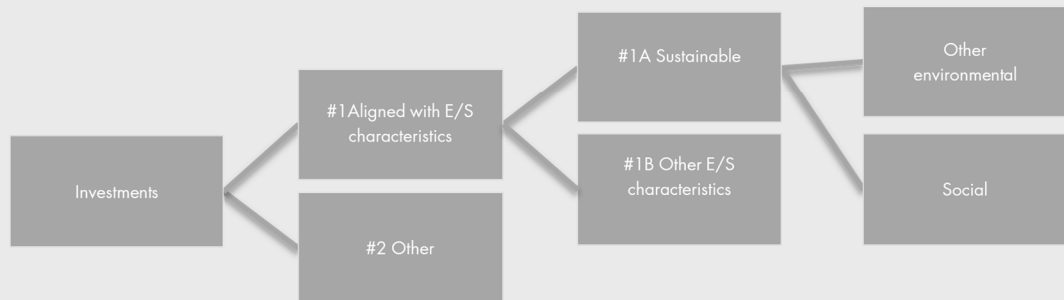 Investments
#1Aligned with E/S
characteristics
#2 Other
#1A Sustainable
#1B Other E/S
characteristics
Other
environmental
Social